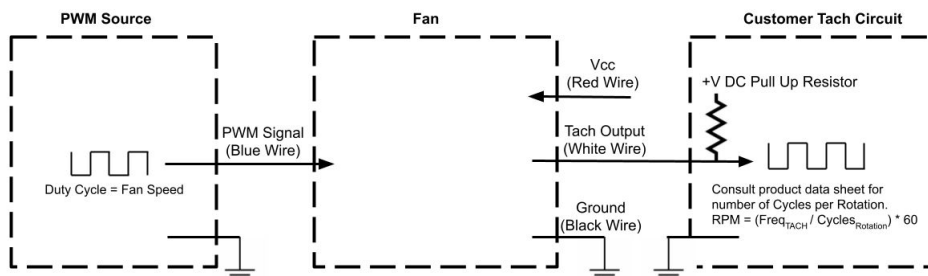 PWM Source
Fan
Customer Tach Circuit
Vcc
(Red Wire)
+V DC Pull Up Resistor
PWM Signal
(Blue Wire)
Tach Output
(White Wire)
Duty Cycle = Fan Speed
Consult product data sheet for
number of Cycles per Rotation.
RPM = (FreqTACH / CyclesRotation) * 60
Ground
(Black Wire)